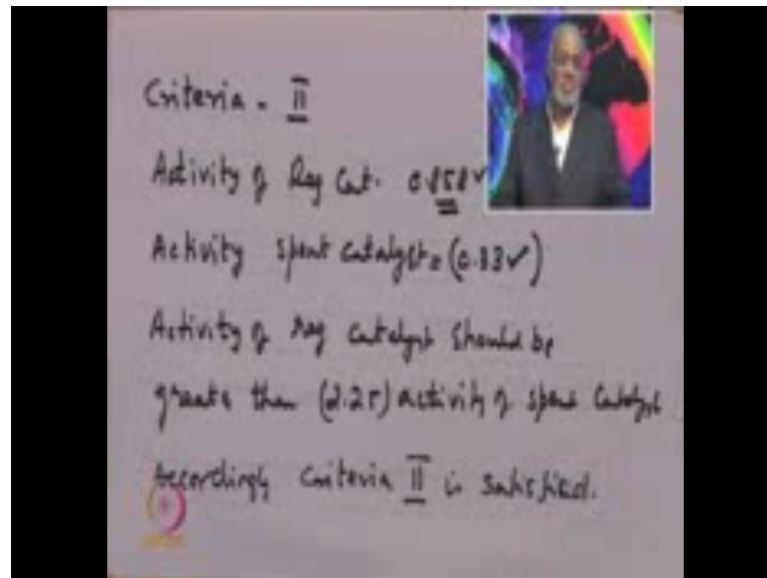 Criteria - II
Activity of Reg Cat. 0.858 ✓
Activity spent catalyst = (0.33 ✓)
Activity of reg catalyst should be
greater than (2.25) activity of spent catalyst
Accordingly Criteria II is satisfied.